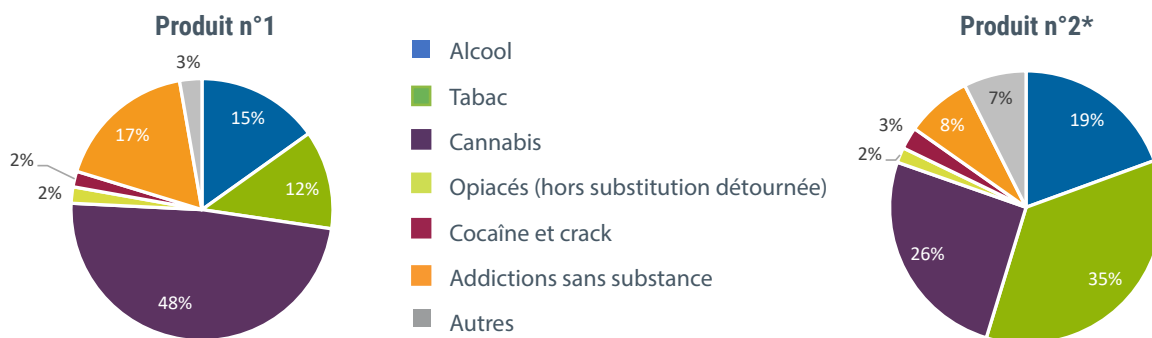 Produit n°1
3%
15%
12%
48%
2%
2%
17%
Alcool
Tabac
Cannabis
Opiacés (hors substitution détournée)
Cocaîne et crack
Addictions sans substance
Autres
Produit n°2*
7%
19%
35%
26%
2%
3%
8%